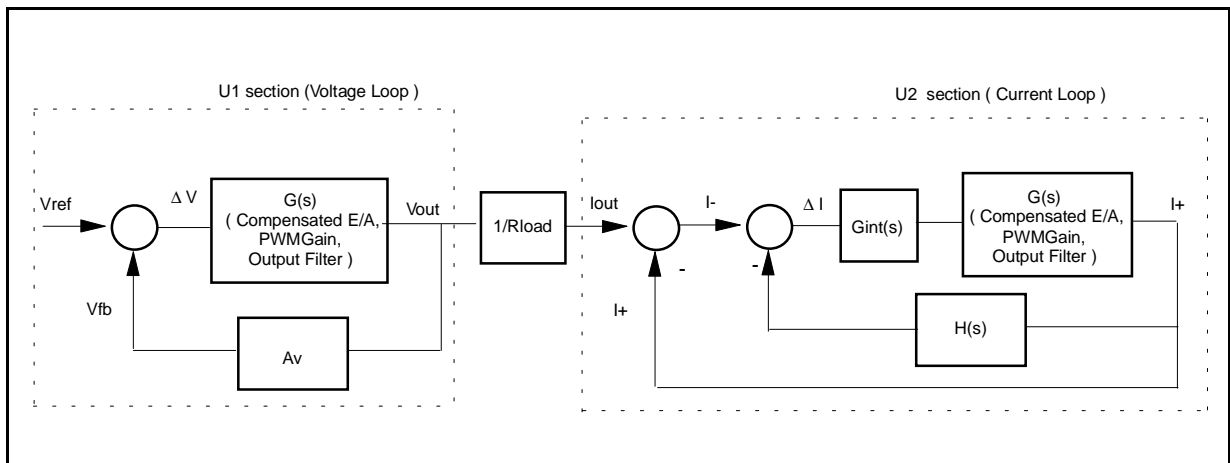 U1 section (Voltage Loop )
U2 section ( Current Loop )
Vref
Δ V
G(s)
( Compensated E/A,
PWMGain,
Output Filter )
Vout
1/Rload
Iout
I-
Δ I
Gint(s)
G(s)
( Compensated E/A,
PWMGain,
Output Filter )
I+
-
-
Vfb
I+
Av
H(s)